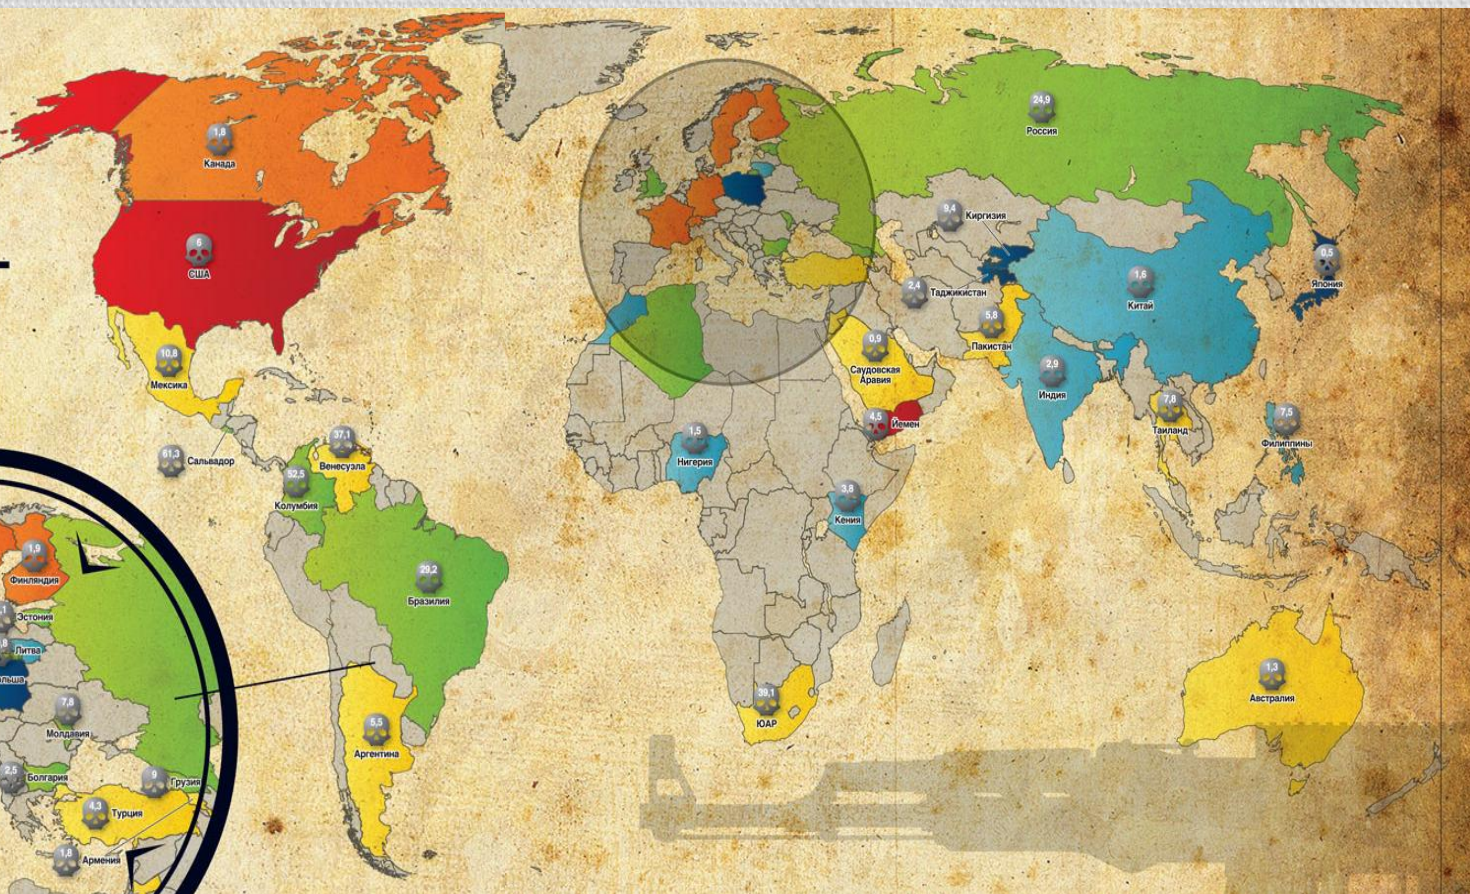 1,8
Канада
6
США
10,8
Мексика
61,3
Сальвадор
37,1
Венесуэла
52,5
Колумбия
29,2
Бразилия
5,5
Аргентина
24,9
Россия
9,4
Киргизия
2,4
Таджикистан
5,8
Пакистан
0,9
Саудовская
Аравия
4,5
Йемен
1,6
Китай
0,5
Япония
2,9
Индия
7,8
Таиланд
7,5
Филиппины
1,5
Нигерия
3,8
Кения
39,1
ЮАР
1,3
Австралия
1,9
Финляндия
Эстония
Литва
7,8
Молдавия
2,5
Болгария
9
Грузия
4,3
Турция
1,8
Армения